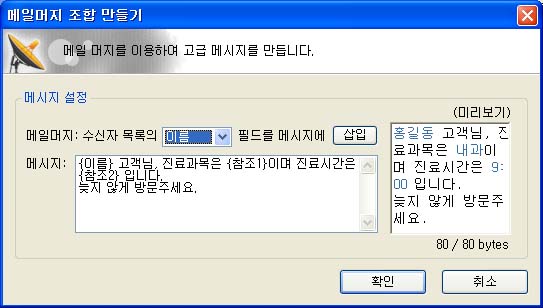 메일머지 조합 만들기
메일 머지를 이용하여 고급 메시지를 만듭니다.
메시지 설정
(미리보기)
메일머지: 수신자 목록의 이름 필드를 메시지에 삽입
메시지:
{이름} 고객님, 진료과목은 {참조1}이며 진료시간은
{참조2} 입니다.
늦지 않게 방문주세요.
홍길동 고객님, 진
료과목은 내과이
며 진료시간은 9:
00 입니다.
늦지 않게 방문주
세요.
80 / 80 bytes
확인
취소